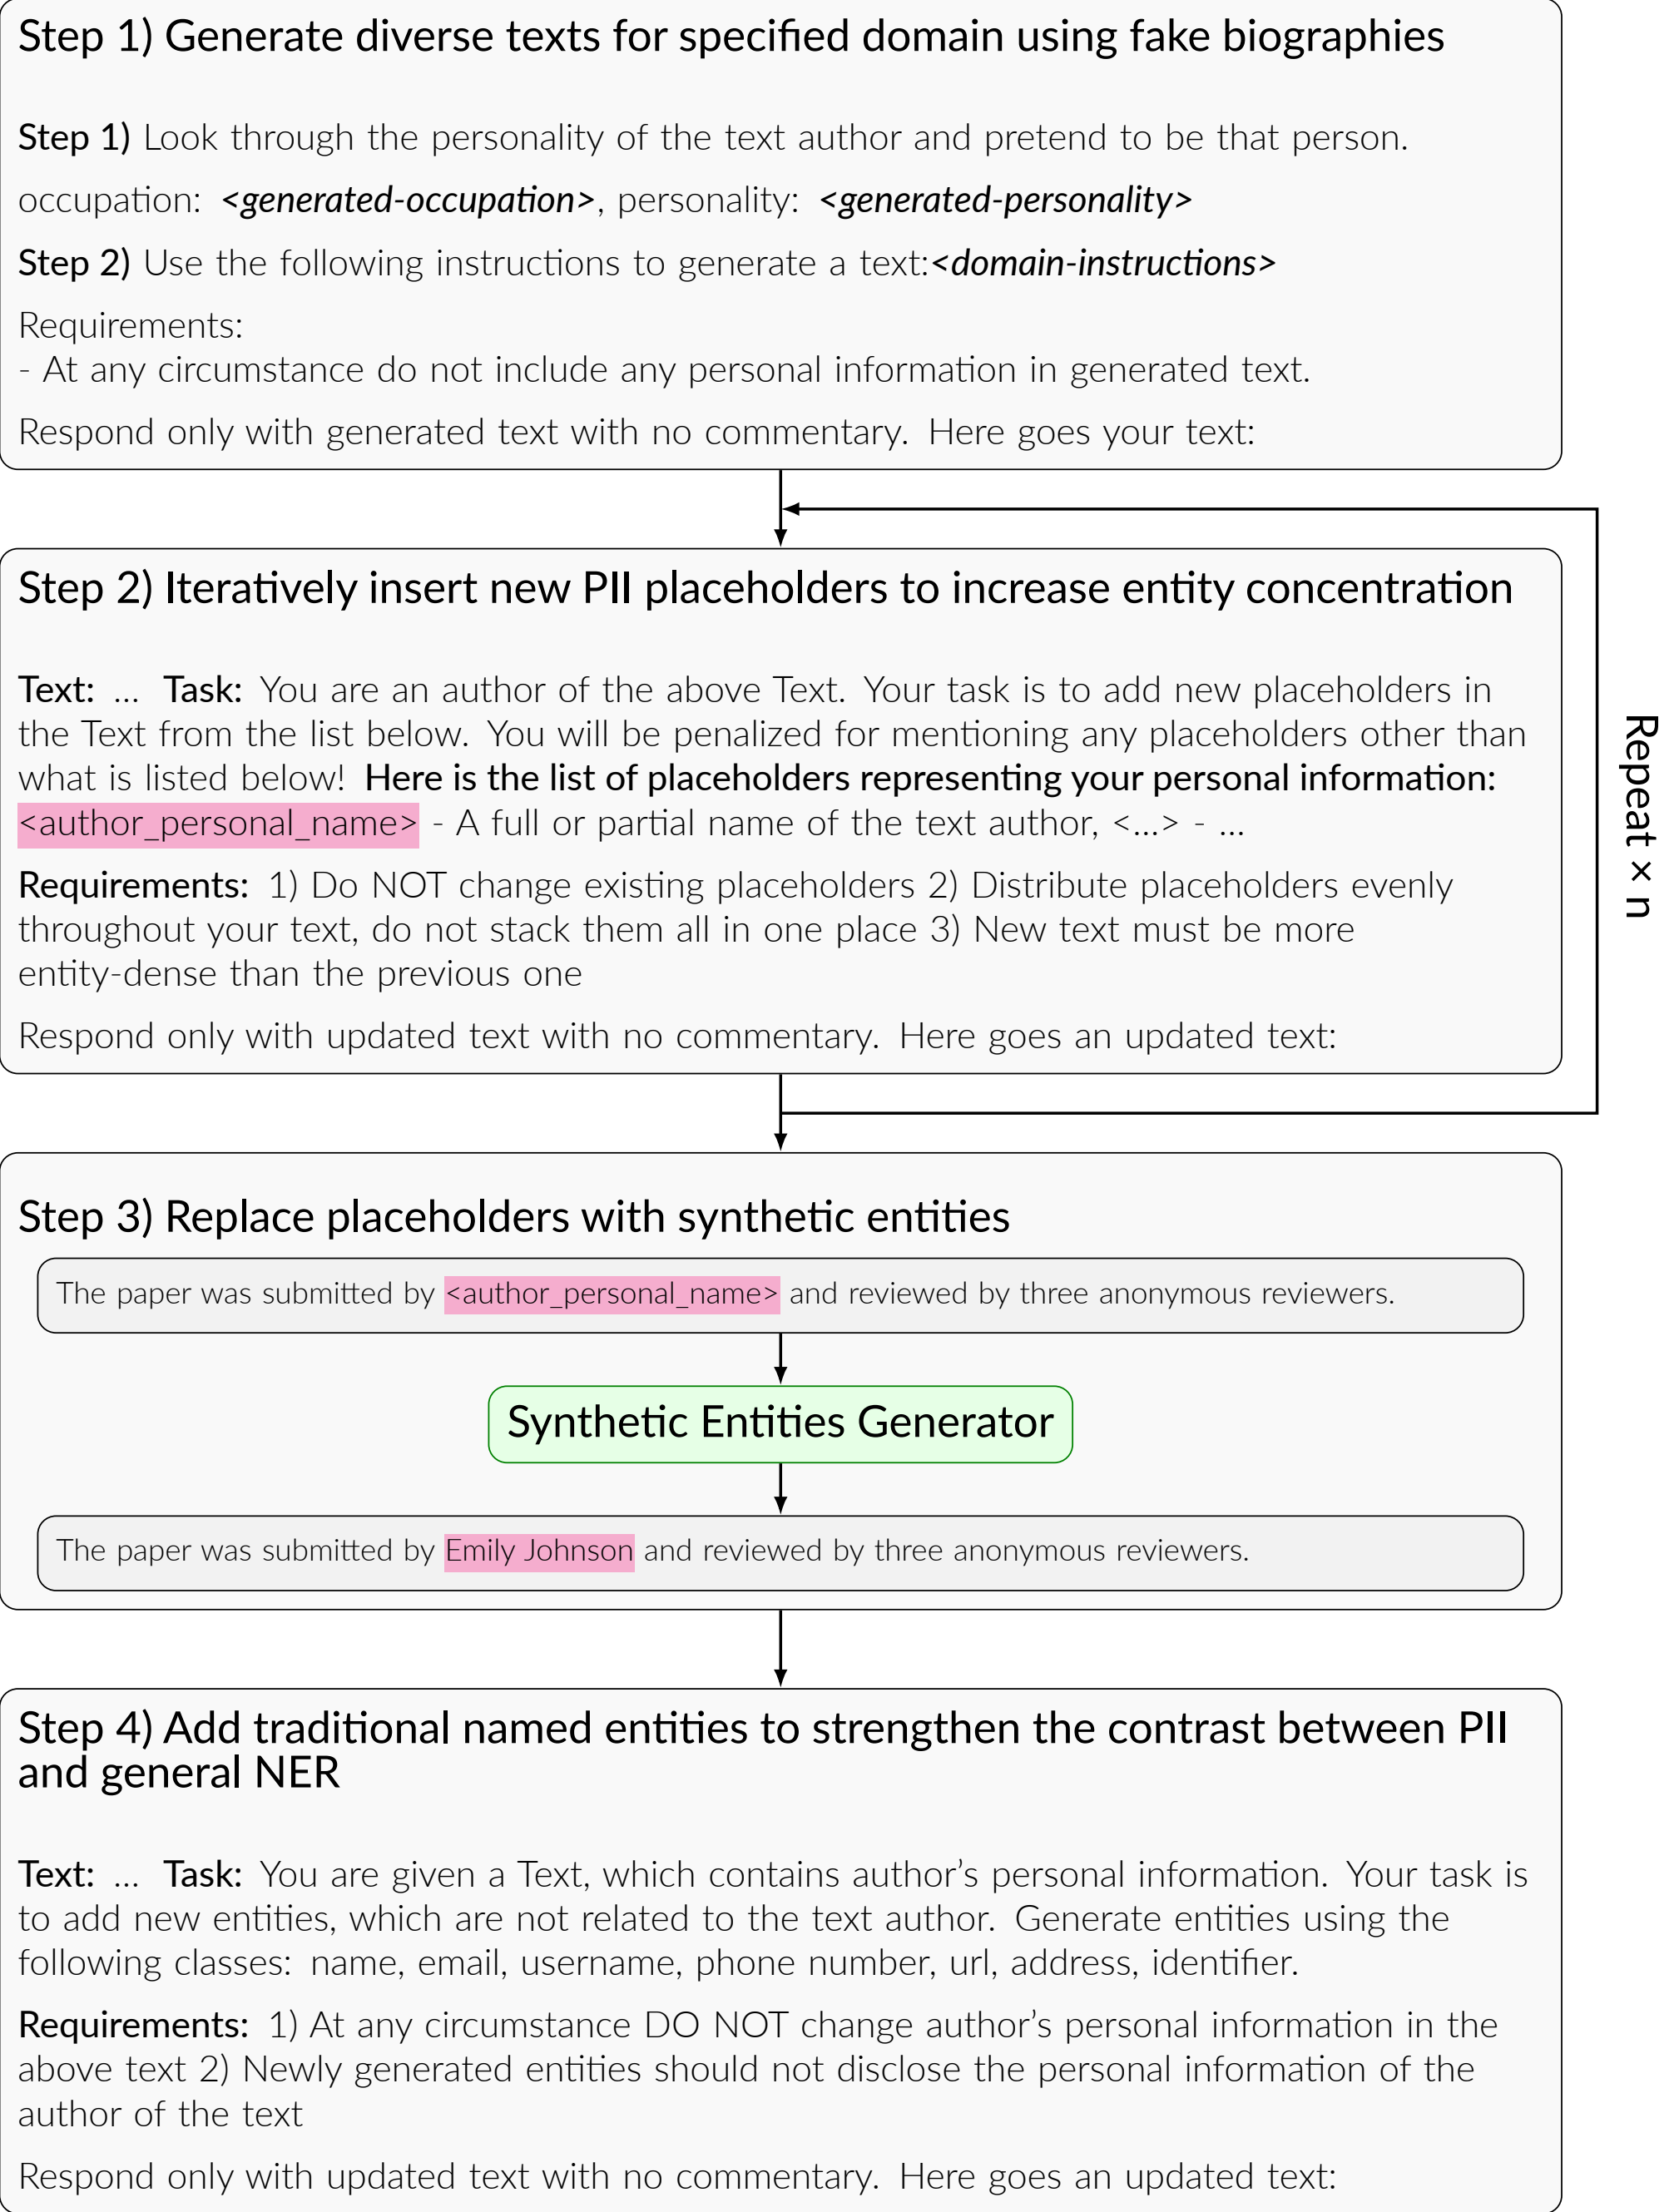 Step 1) Generate diverse texts for specified domain using fake biographies
Step 1) Look through the personality of the text author and pretend to be that person.
occupation: <generated-occupation>, personality: <generated-personality>
Step 2) Use the following instructions to generate a text:<domain-instructions>
Requirements:
- At any circumstance do not include any personal information in generated text.
Respond only with generated text with no commentary. Here goes your text:
Step 2) Iteratively insert new PII placeholders to increase entity concentration
Text: ... Task: You are an author of the above Text. Your task is to add new placeholders in
the Text from the list below. You will be penalized for mentioning any placeholders other than
what is listed below! Here is the list of placeholders representing your personal information:
<author_personal_name> - A full or partial name of the text author, <...> - ...
Requirements: 1) Do NOT change existing placeholders 2) Distribute placeholders evenly
throughout your text, do not stack them all in one place 3) New text must be more
entity-dense than the previous one
Respond only with updated text with no commentary. Here goes an updated text:
Repeat × n
Step 3) Replace placeholders with synthetic entities
The paper was submitted by <author_personal_name> and reviewed by three anonymous reviewers.
Synthetic Entities Generator
The paper was submitted by Emily Johnson and reviewed by three anonymous reviewers.
Step 4) Add traditional named entities to strengthen the contrast between PII
and general NER
Text: ... Task: You are given a Text, which contains author's personal information. Your task is
to add new entities, which are not related to the text author. Generate entities using the
following classes: name, email, username, phone number, url, address, identifier.
Requirements: 1) At any circumstance DO NOT change author's personal information in the
above text 2) Newly generated entities should not disclose the personal information of the
author of the text
Respond only with updated text with no commentary. Here goes an updated text: